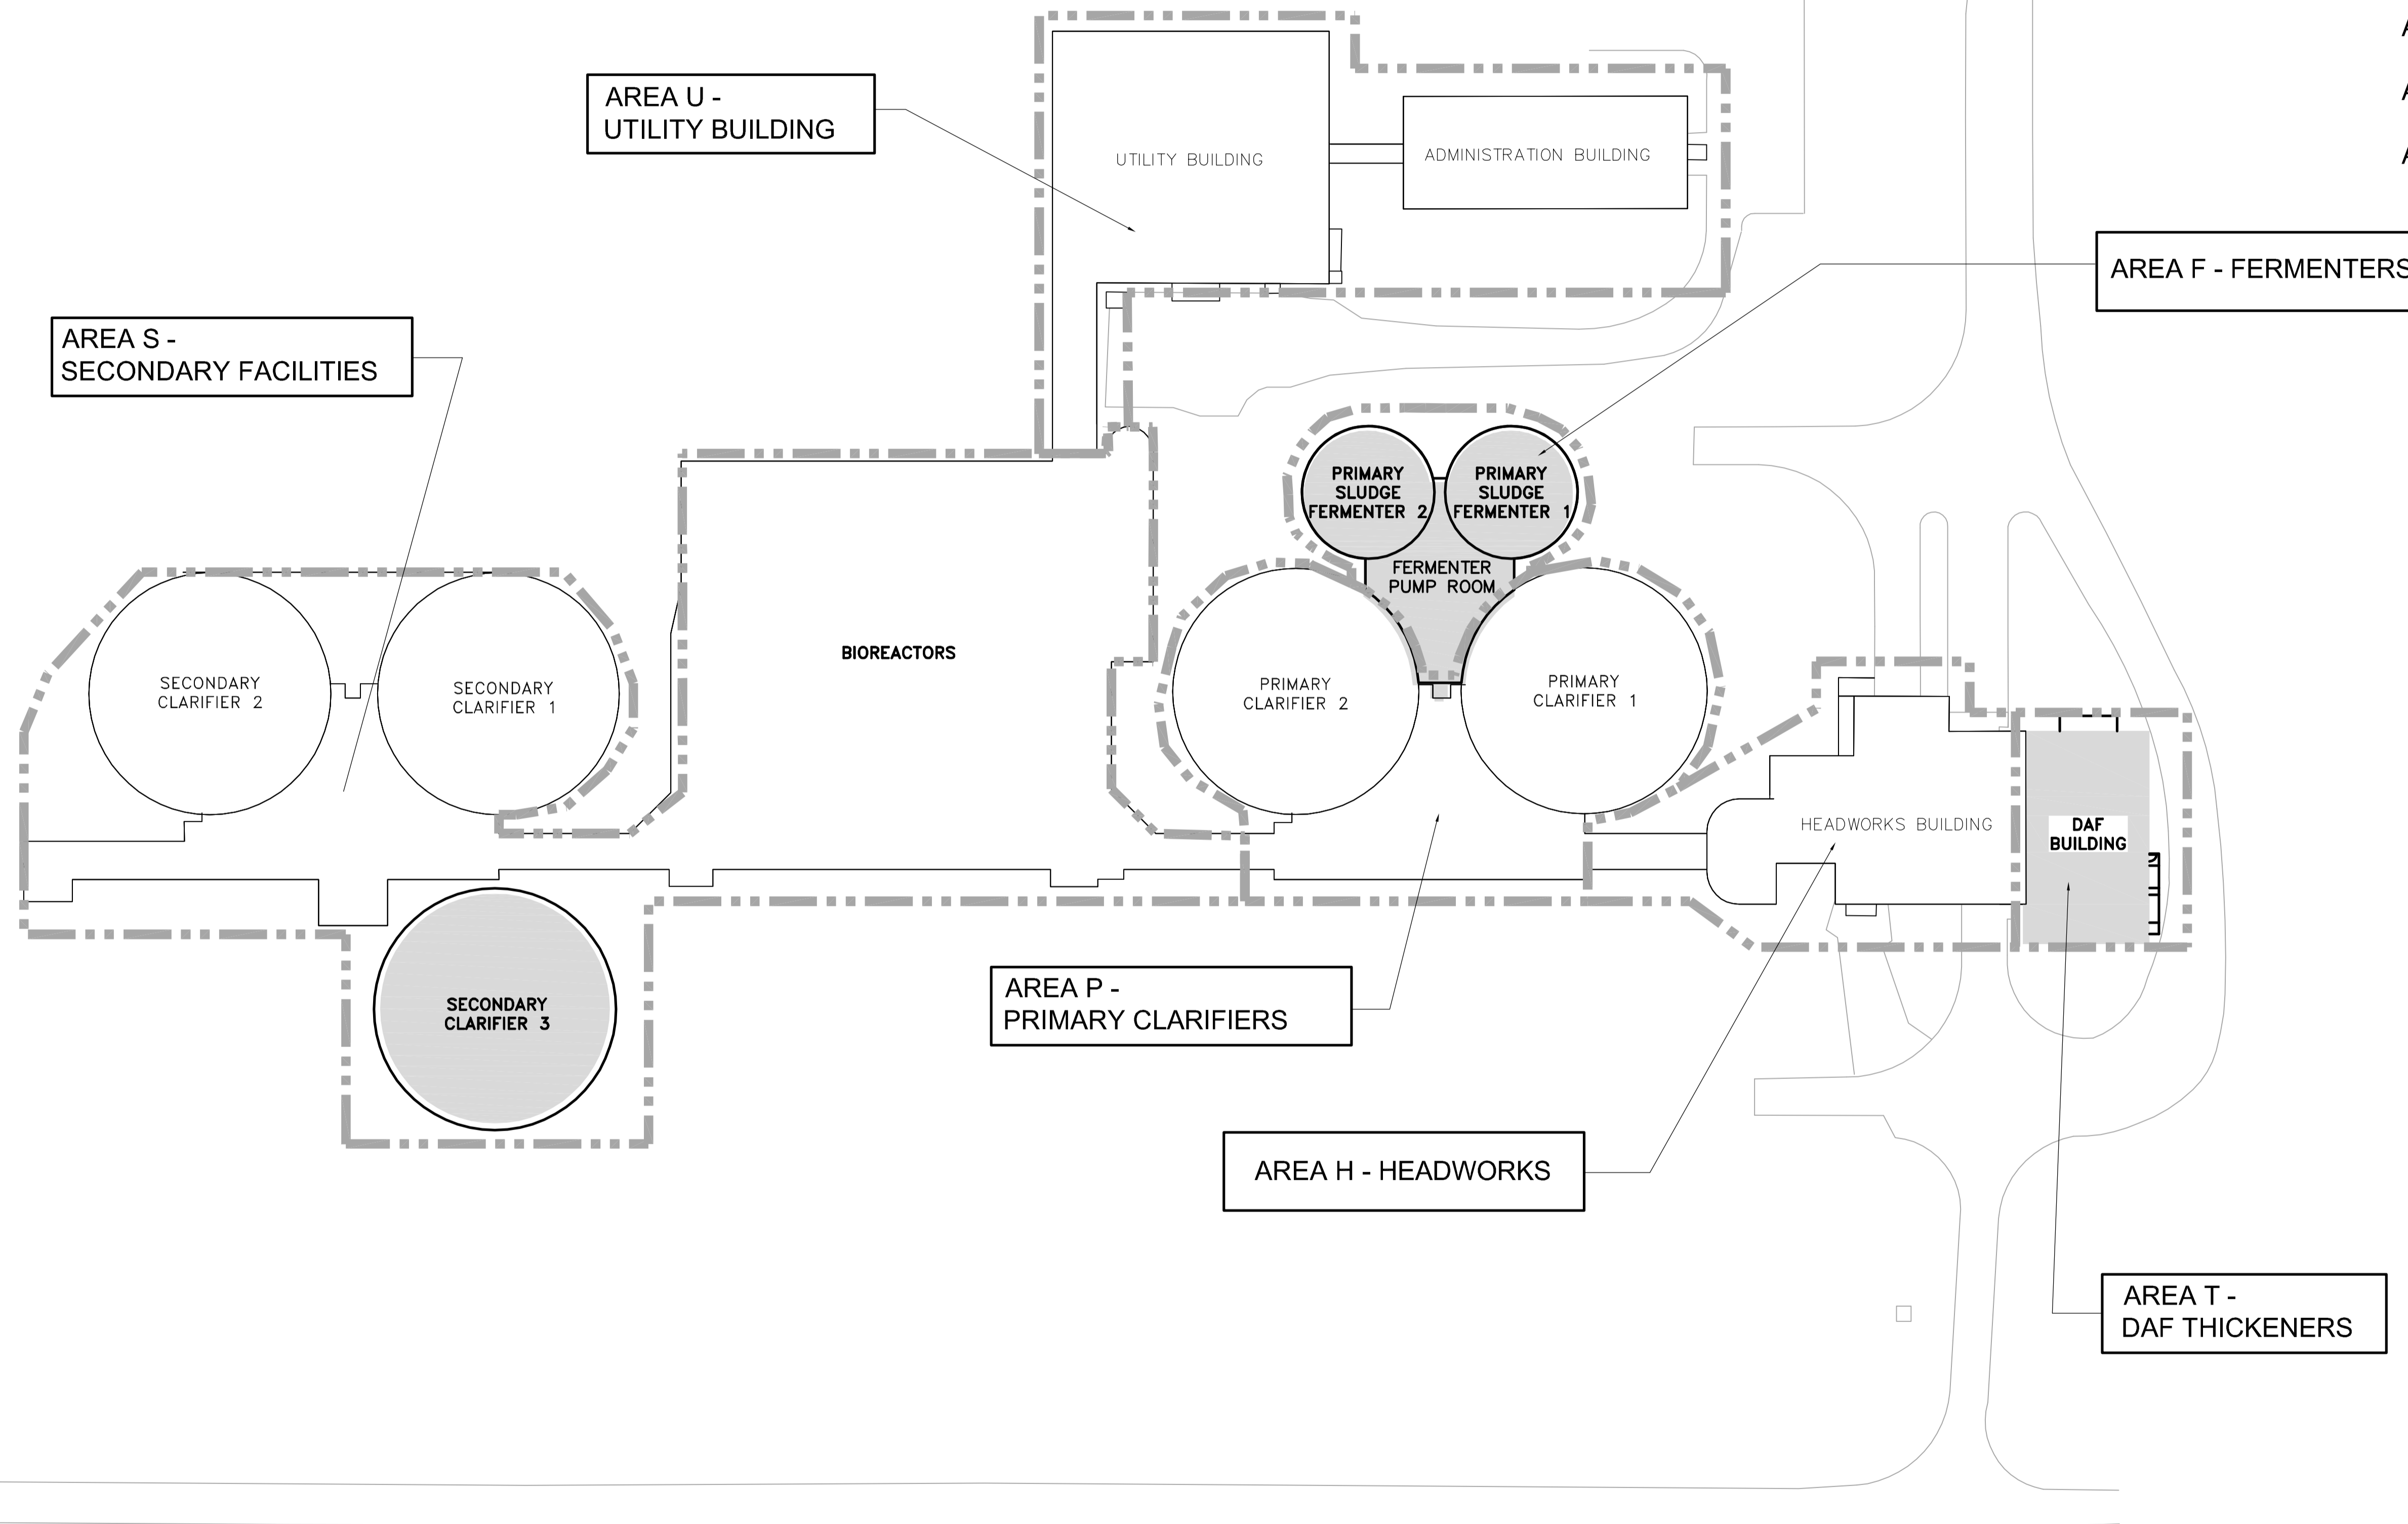 AREA U -
UTILITY BUILDING
UTILITY BUILDING
ADMINISTRATION BUILDING
AREA F - FERMENTERS
AREA S -
SECONDARY FACILITIES
PRIMARY
SLUDGE
FERMENTER 2
PRIMARY
SLUDGE
FERMENTER 1
FERMENTER
PUMP ROOM
BIOREACTORS
SECONDARY
CLARIFIER 2
SECONDARY
CLARIFIER 1
PRIMARY
CLARIFIER 2
PRIMARY
CLARIFIER 1
HEADWORKS BUILDING
DAF
BUILDING
SECONDARY
CLARIFIER 3
AREA P -
PRIMARY CLARIFIERS
AREA H - HEADWORKS
AREA T -
DAF THICKENERS